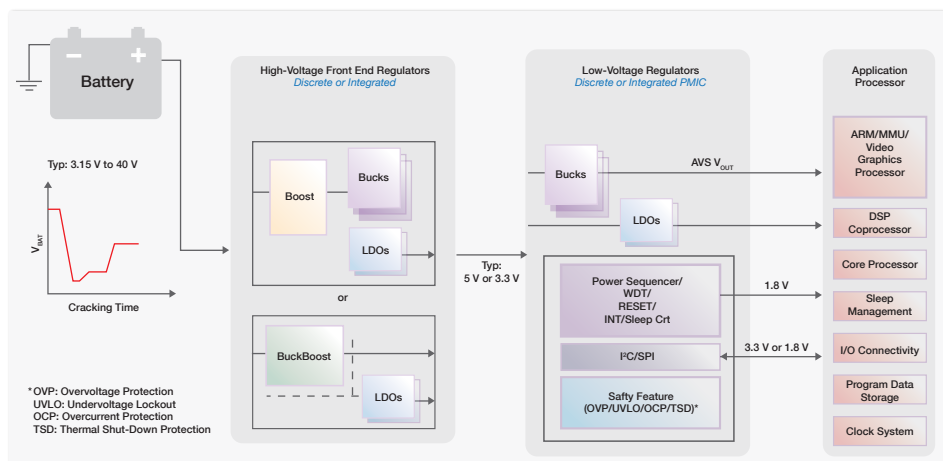 Battery
Typ: 3.15 V to 40 V
V_BAT
Cracking Time
*OVP: Overvoltage Protection
UVLO: Undervoltage Lockout
OCP: Overcurrent Protection
TSD: Thermal Shut-Down Protection
High-Voltage Front End Regulators
Discrete or Integrated
Boost
Bucks
LDOs
or
BuckBoost
LDOs
Typ:
5 V or 3.3 V
Low-Voltage Regulators
Discrete or Integrated PMIC
Bucks
AVS V_OUT
LDOs
Power Sequencer/
WDT/
RESET/
INT/Sleep Crt
1.8 V
I²C/SPI
3.3 V or 1.8 V
Safty Feature
(OVP/UVLO/OCP/TSD)*
Application
Processor
ARM/MMU/
Video
Graphics
Processor
DSP
Coprocessor
Core Processor
Sleep
Management
I/O Connectivity
Program Data
Storage
Clock System